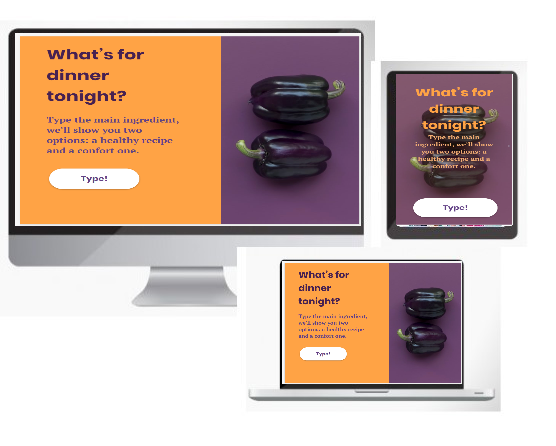 What's for
dinner
tonight?
Type the main ingredient,
we'll show you two
options: a healthy recipe
and a confort one.
Type!
What's for
dinner
tonight?
Type the main
ingredient, we'll show
you two options: a
healthy recipe and a
confort one.
Type!
What's for
dinner
tonight?
Type the main ingredient,
we'll show you two
options: a healthy recipe
and a confort one.
Type!